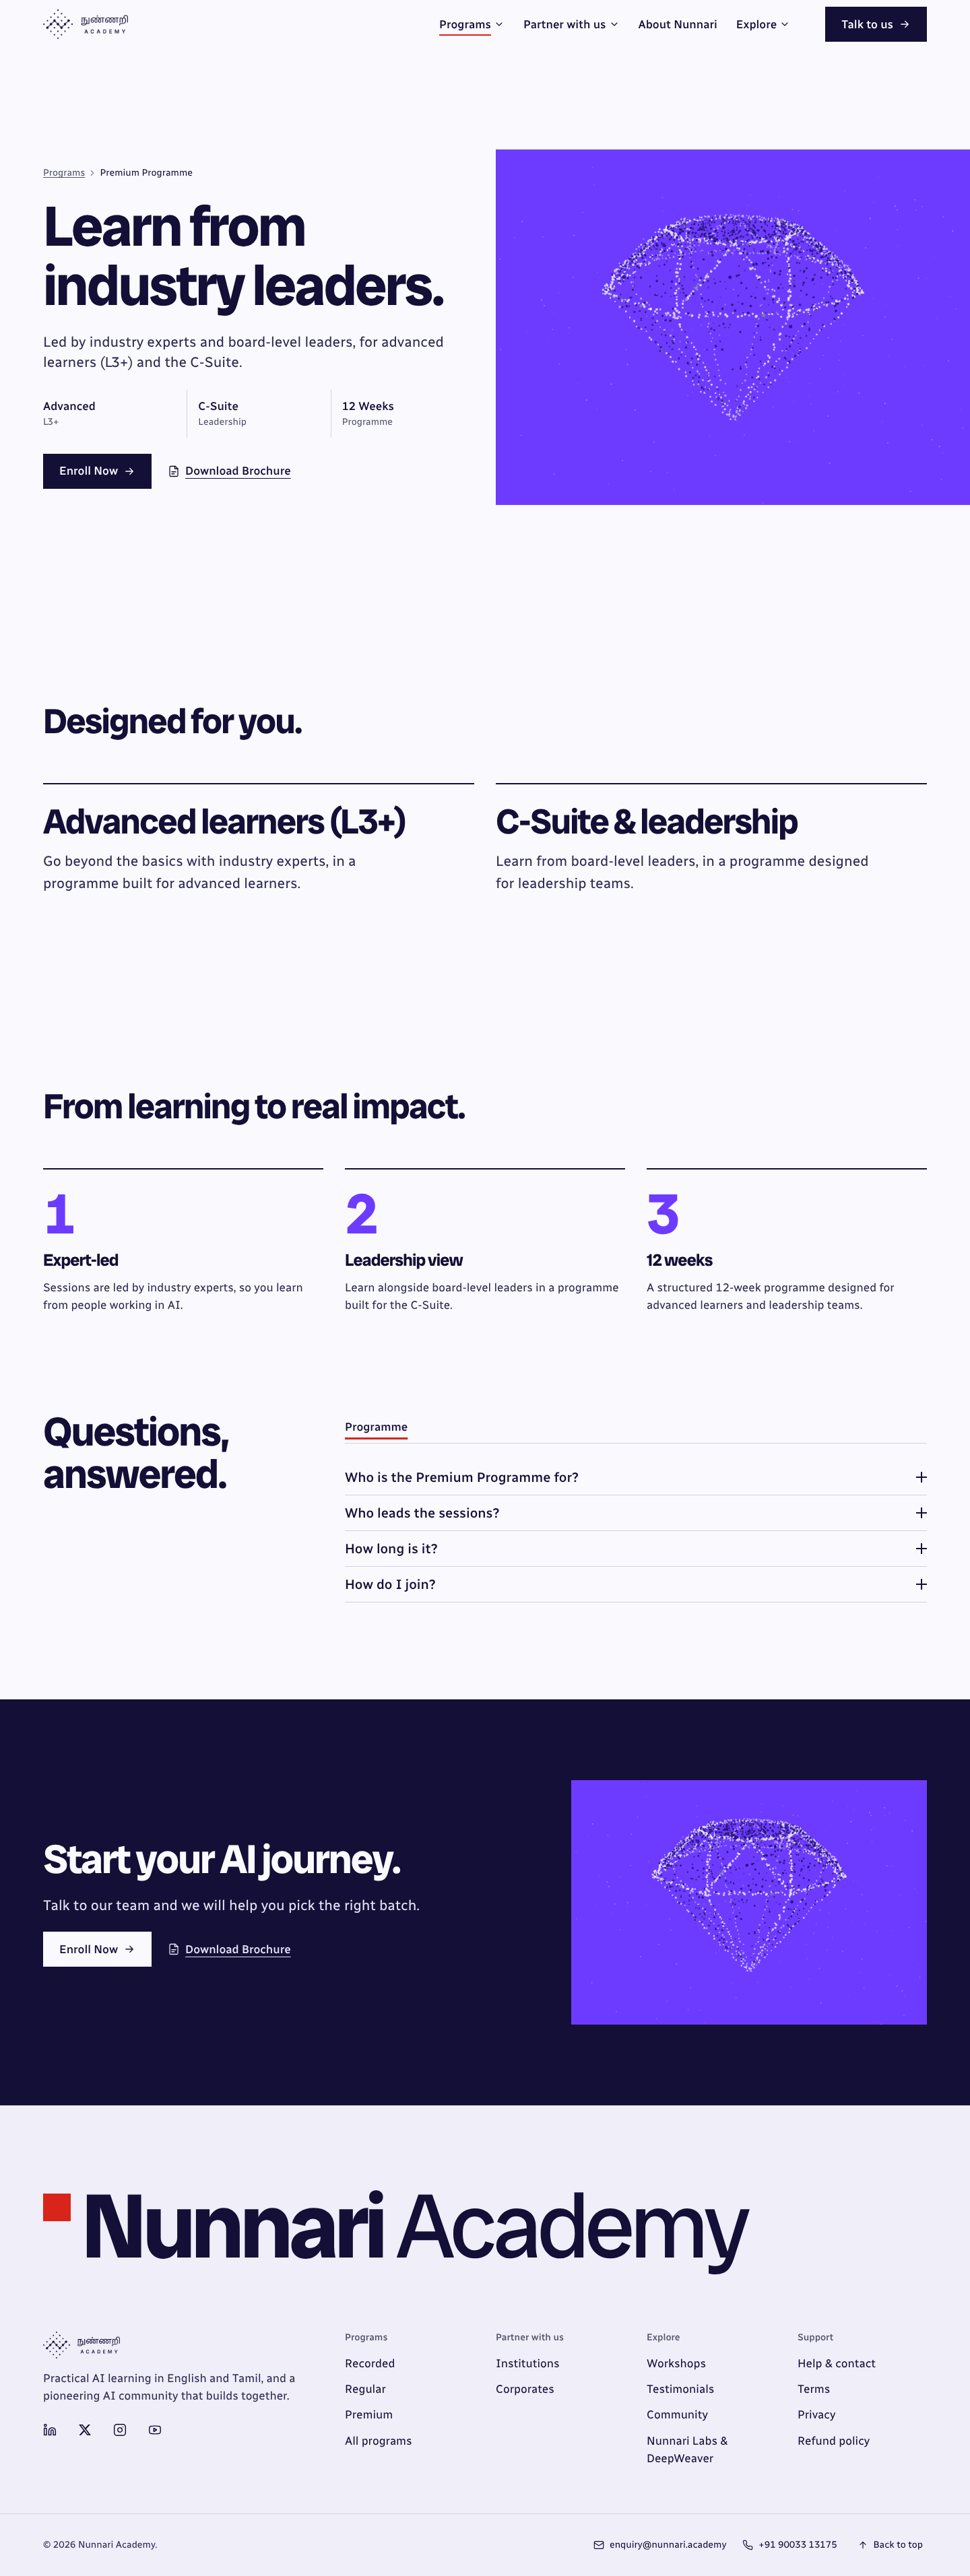 நுண்ணறி
ACADEMY
Programs
Partner with us
About Nunnari
Explore
Talk to us →
Programs > Premium Programme
Learn from
industry leaders.
Led by industry experts and board-level leaders, for advanced
learners (L3+) and the C-Suite.
Advanced
L3+
C-Suite
Leadership
12 Weeks
Programme
Enroll Now →
Download Brochure
Designed for you.
Advanced learners (L3+)
Go beyond the basics with industry experts, in a
programme built for advanced learners.
C-Suite & leadership
Learn from board-level leaders, in a programme designed
for leadership teams.
From learning to real impact.
1
Expert-led
Sessions are led by industry experts, so you learn
from people working in AI.
2
Leadership view
Learn alongside board-level leaders in a programme
built for the C-Suite.
3
12 weeks
A structured 12-week programme designed for
advanced learners and leadership teams.
Questions,
answered.
Programme
Who is the Premium Programme for?
Who leads the sessions?
How long is it?
How do I join?
Start your AI journey.
Talk to our team and we will help you pick the right batch.
Enroll Now →
Download Brochure
Nunnari Academy
நுண்ணறி
ACADEMY
Practical AI learning in English and Tamil, and a
pioneering AI community that builds together.
Programs
Recorded
Regular
Premium
All programs
Partner with us
Institutions
Corporates
Explore
Workshops
Testimonials
Community
Nunnari Labs &
DeepWeaver
Support
Help & contact
Terms
Privacy
Refund policy
© 2026 Nunnari Academy.
enquiry@nunnari.academy
+91 90033 13175
↑ Back to top